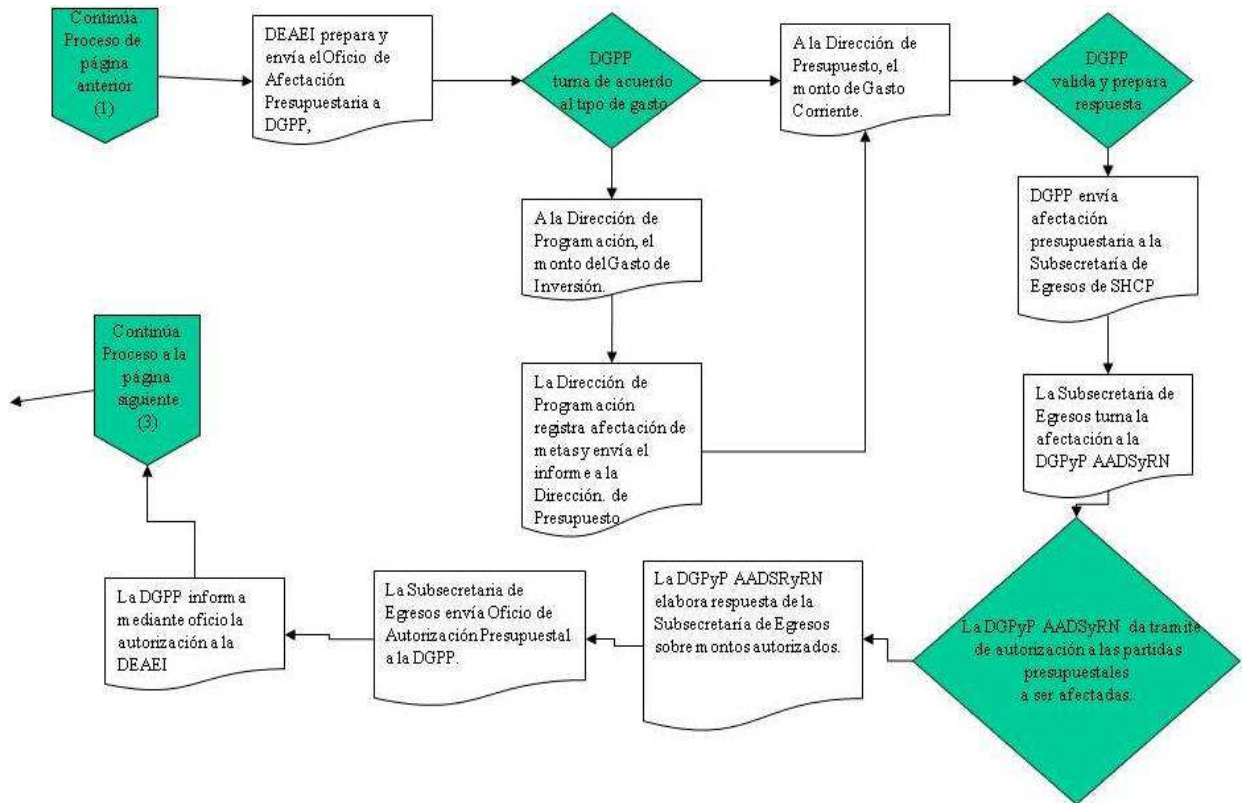 Continúa
Proceso de
página
anterior
(1)
DEAEI prepara y
envía el Oficio de
Afectación
Presupuestaria a
DGPP,
DGPP
turna de acuerdo
al tipo de gasto
A la Dirección de
Presupuesto, el
monto de Gasto
Corriente.
DGPP
valida y prepara
respuesta
A la Dirección de
Programación, el
monto del Gasto de
Inversión.
DGPP envía
afectación
presupuestaria a la
Subsecretaría de
Egresos de SHCP
Continúa
Proceso a la
página
siguiente
(3)
La Dirección de
Programación
registra afectación de
metas y envía el
informe a la
Dirección. de
Presupuesto
La Subsecretaria de
Egresos turna la
afectación a la
DGPyP AADSyRN
La DGPP informa
mediante oficio la
autorización a la
DEAEI
La Subsecretaria de
Egresos envía Oficio de
Autorización Presupuestal
a la DGPP.
La DGPyP AADSRyRN
elabora respuesta de la
Subsecretaría de Egresos
sobre montos autorizados.
La DGPyP AADSyRN da tramite
de autorización a las partidas
presupuestales
a ser afectadas.